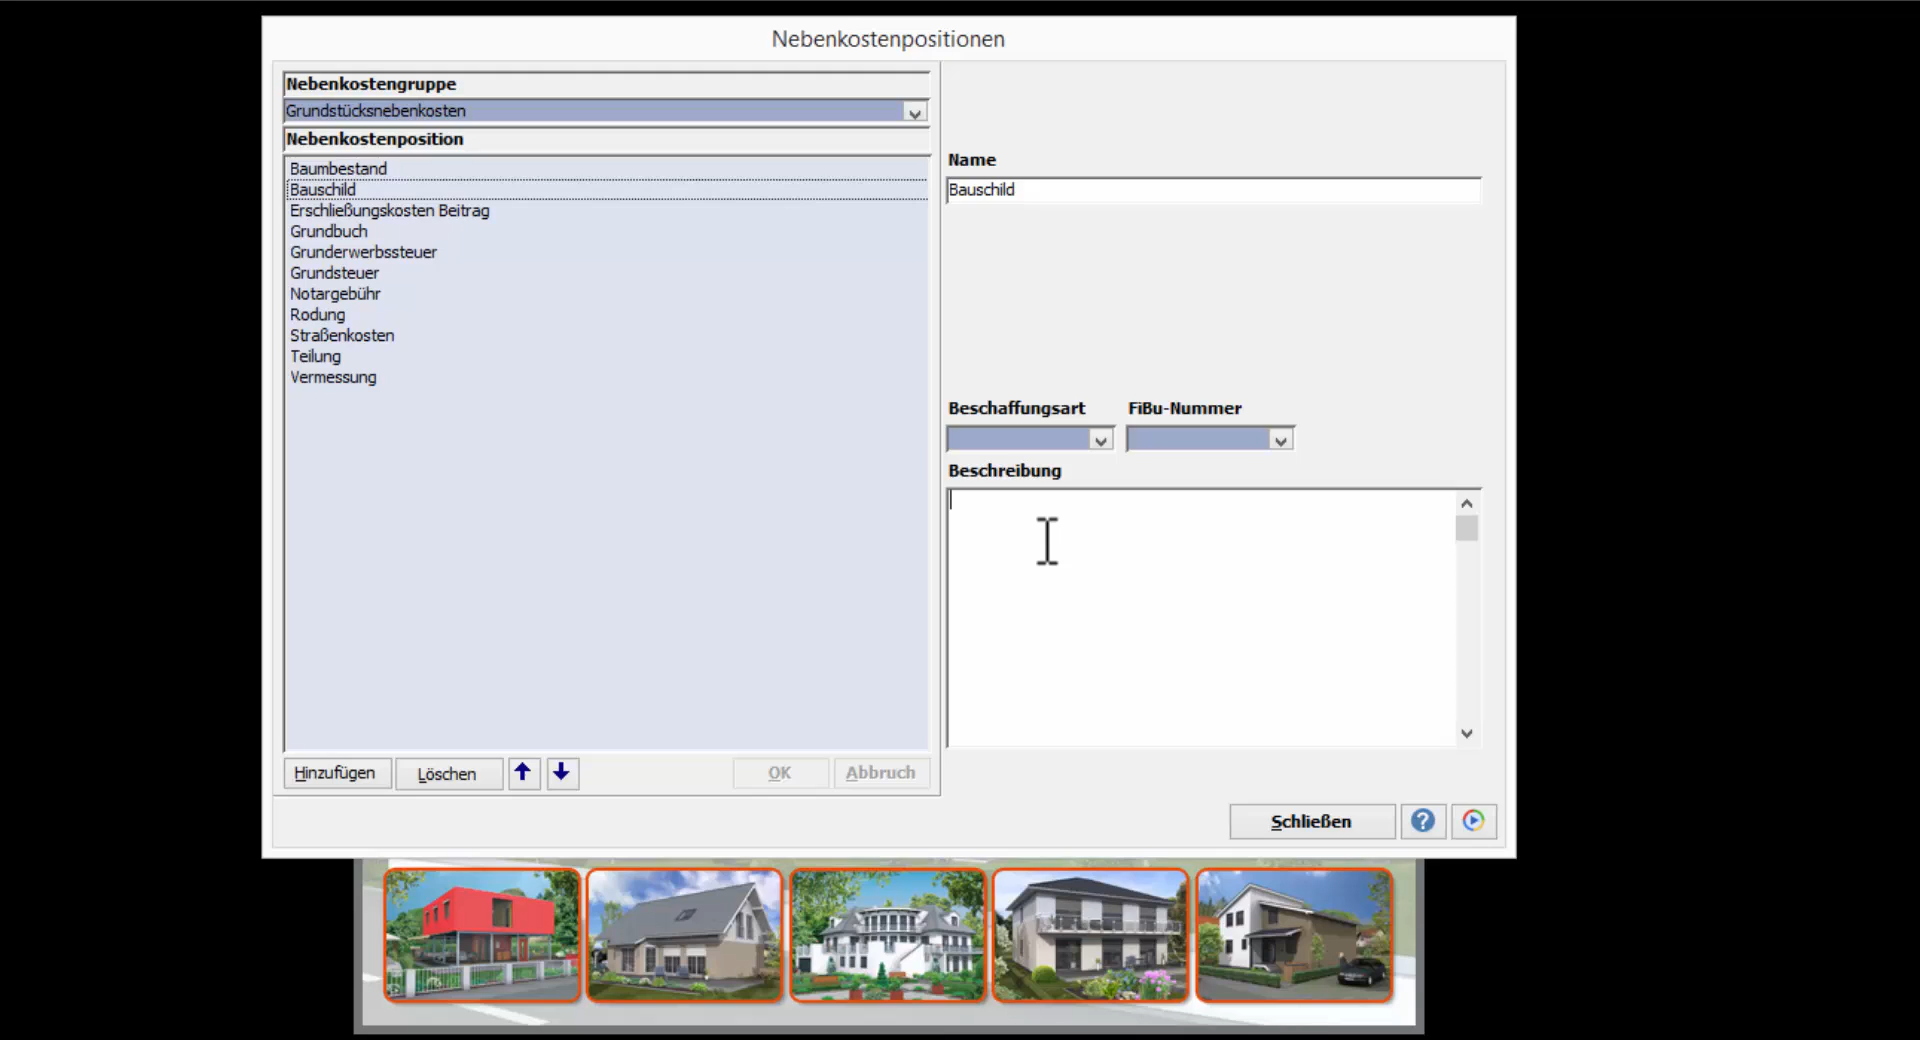 Nebenkostenpositionen
Nebenkostengruppe
Grundstücksnebenkosten
Nebenkostenposition
Baumbestand
Bauschild
Erschließungskosten Beitrag
Grundbuch
Grunderwerbssteuer
Grundsteuer
Notargebühr
Rodung
Straßenkosten
Teilung
Vermessung
Hinzufügen
Löschen
OK
Abbruch
Name
Bauschild
Beschaffungsart
FiBu-Nummer
Beschreibung
Schließen
?